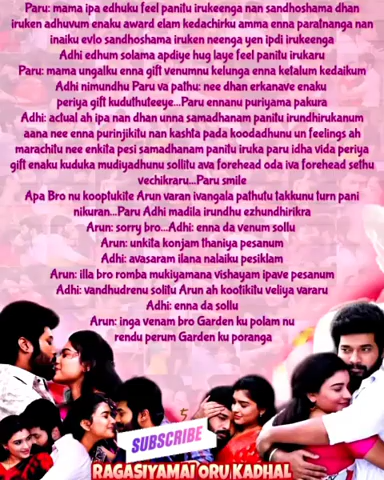 Paru: mama ipa edhuku feel panitu irukeenga nan sandhoshama dhan
iruken adhuvum enaku award elam kedachirku amma enna paratnanga nan
inaiku evlo sandhoshama iruken neenga yen ipdi irukeenga
Adhi edhum solama apdiye hug laye feel panitu irukaru
Paru: mama ungalku enna gift venumnu kelunga enna ketalum kedaikum
Adhi nimundhu Paru va pathu: nee dhan erkanave enaku
periya gift kuduthuteeye...Paru ennanu puriyama pakura
Adhi: actual ah ipa nan dhan unna samadhanam panitu irundhirukanum
aana nee enna purinjikitu nan kashta pada koodadhunu un feelings ah
marachitu nee enkita pesi samadhanam panitu iruka paru idha vida periya
gift enaku kuduka mudiyadhunu sollitu ava forehead oda iva forehead sethu
vechikraru...Paru smile
Apa Bro nu kooptukite Arun varan ivangala pathutu takkunu turn pani
nikuran...Paru Adhi madila irundhu ezhundhirikra
Arun: sorry bro...Adhi: enna da venum sollu
Arun: unkita konjam thaniya pesanum
Adhi: avasaram ilana nalaiku pesiklam
Arun: illa bro romba mukiyamana vishayam ipave pesanum
Adhi: vandhudrenu solitu Arun ah kootikitu veliya vararu
Adhi: enna da sollu
Arun: inga venam bro Garden ku polam nu
rendu perum Garden ku poranga
SUBSCRIBE
RAGASIYAMAI ORU KADHAL